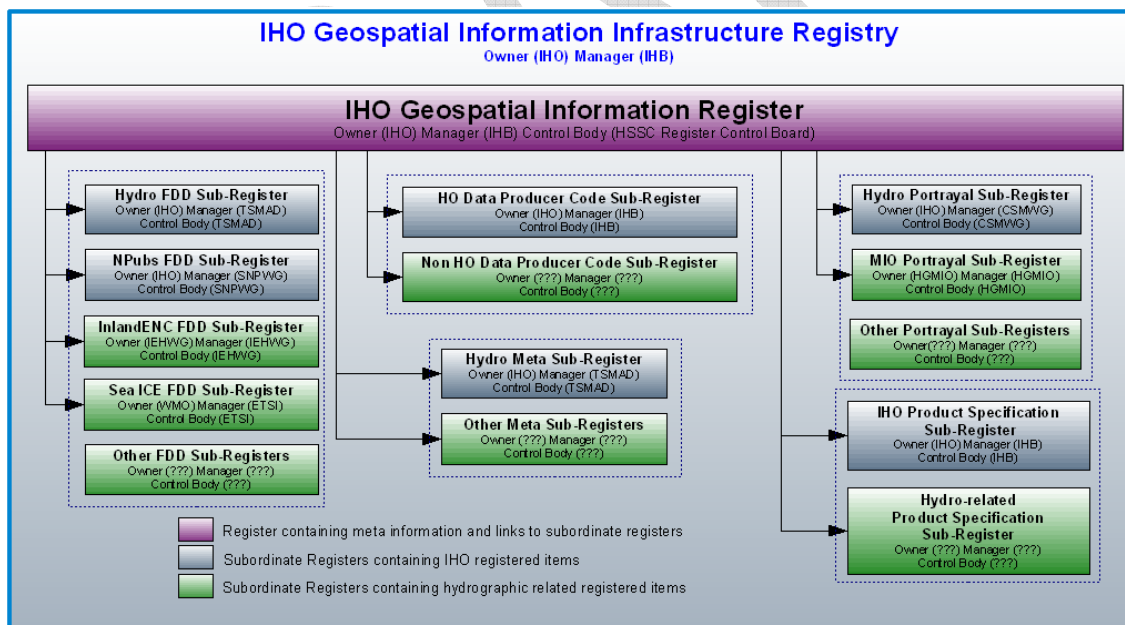 IHO Geospatial Information Infrastructure Registry
Owner (IHO) Manager (IHB)
IHO Geospatial Information Register
Owner (IHO) Manager (IHB) Control Body (HSSC Register Control Board)
Hydro FDD Sub-Register
Owner (IHO) Manager (TSMAD)
Control Body (TSMAD)
NPubs FDD Sub-Register
Owner (IHO) Manager (SNPWG)
Control Body (SNPWG)
InlandENC FDD Sub-Register
Owner (IEHWG) Manager (IEHWG)
Control Body (IEHWG)
Sea ICE FDD Sub-Register
Owner (WMO) Manager (ETSI)
Control Body (ETSI)
Other FDD Sub-Registers
Owner (???) Manager (???)
Control Body (???)
HO Data Producer Code Sub-Register
Owner (IHO) Manager (IHB)
Control Body (IHB)
Non HO Data Producer Code Sub-Register
Owner (???) Manager (???)
Control Body (???)
Hydro Meta Sub-Register
Owner (IHO) Manager (TSMAD)
Control Body (TSMAD)
Other Meta Sub-Registers
Owner (???) Manager (???)
Control Body (???)
Hydro Portrayal Sub-Register
Owner (IHO) Manager (CSMWG)
Control Body (CSMWG)
MIO Portrayal Sub-Register
Owner (HGMIO) Manager (HGMIO)
Control Body (HGMIO)
Other Portrayal Sub-Registers
Owner(???) Manager (???)
Control Body (???)
IHO Product Specification
Sub-Register
Owner (IHO) Manager (IHB)
Control Body (IHB)
Hydro-related
Product Specification
Sub-Register
Owner (???) Manager (???)
Control Body (???)
Register containing meta information and links to subordinate registers
Subordinate Registers containing IHO registered items
Subordinate Registers containing hydrographic related registered items